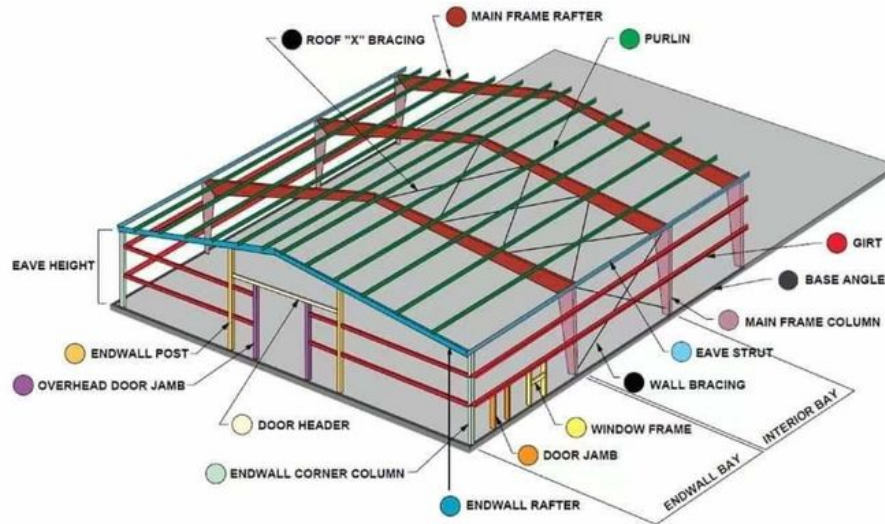 MAIN FRAME RAFTER
ROOF "X" BRACING
PURLIN
EAVE HEIGHT
GIRT
BASE ANGLE
MAIN FRAME COLUMN
ENDWALL POST
EAVE STRUT
OVERHEAD DOOR JAMB
WALL BRACING
DOOR HEADER
WINDOW FRAME
INTERIOR BAY
DOOR JAMB
ENDWALL CORNER COLUMN
ENDWALL BAY
ENDWALL RAFTER